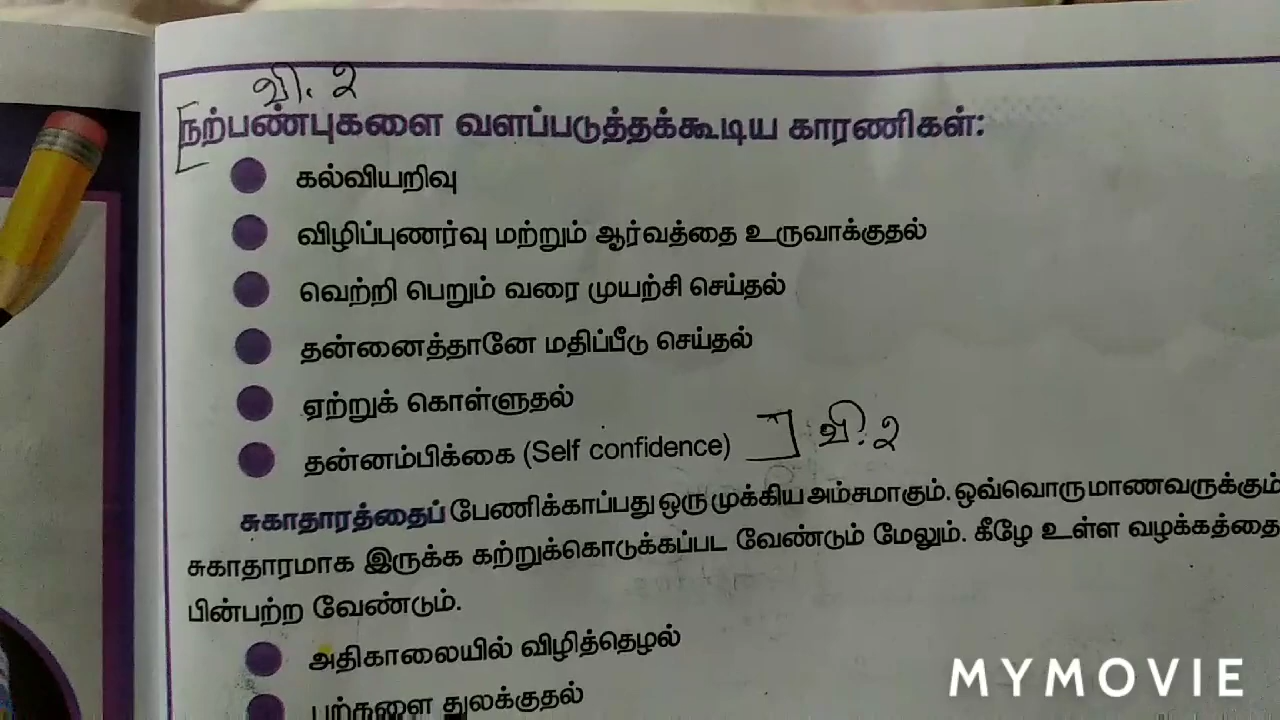 வி. 2
நற்பண்புகளை வளப்படுத்தக்கூடிய காரணிகள்:
கல்வியறிவு
விழிப்புணர்வு மற்றும் ஆர்வத்தை உருவாக்குதல்
வெற்றி பெறும் வரை முயற்சி செய்தல்
தன்னைத்தானே மதிப்பீடு செய்தல்
ஏற்றுக் கொள்ளுதல்
தன்னம்பிக்கை (Self confidence) வி. 2
சுகாதாரத்தைப் பேணிக்காப்பது ஒரு முக்கிய அம்சமாகும். ஒவ்வொரு மாணவருக்கும்
சுகாதாரமாக இருக்க கற்றுக்கொடுக்கப்பட வேண்டும் மேலும். கீழே உள்ள வழக்கத்தை
பின்பற்ற வேண்டும்.
அதிகாலையில் விழித்தெழல்
பற்களை துலக்குதல்
MYMOVIE